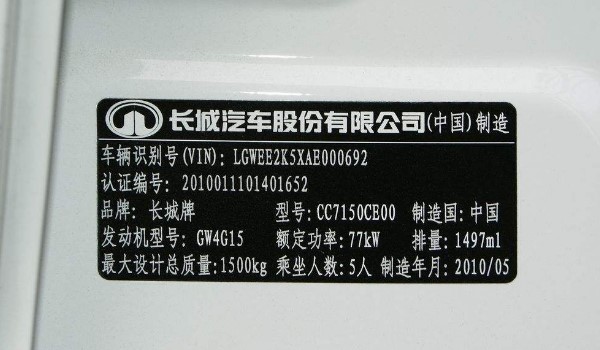 长城汽车股份有限公司(中国)制造
车辆识别号(VIN): LGWEE2K5XAE000692
认证编号: 2010011101401652
品牌: 长城牌 型号: CC7150CE00 制造国: 中国
发动机型号: GW4G15 额定功率: 77kW 排量: 1497ml
最大设计总质量: 1500kg 乘坐人数: 5人 制造年月: 2010/05